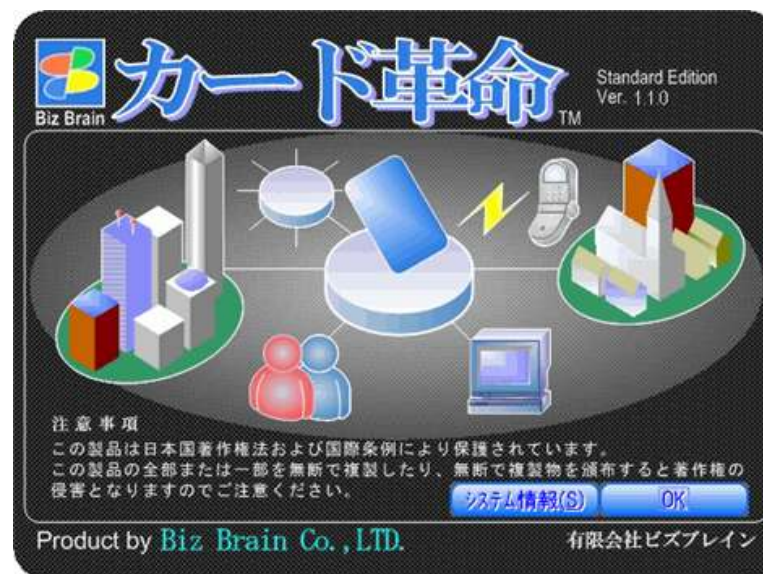 カード革命
TM
Standard Edition
Ver. 1.1.0
Biz Brain
注意事項
この製品は日本国著作権法および国際条例により保護されています。
この製品の全部または一部を無断で複製したり、無断で複製物を頒布すると著作権の
侵害となりますのでご注意ください。
システム情報(S)
OK
Product by Biz Brain Co.,LTD.
有限会社ビズブレイン